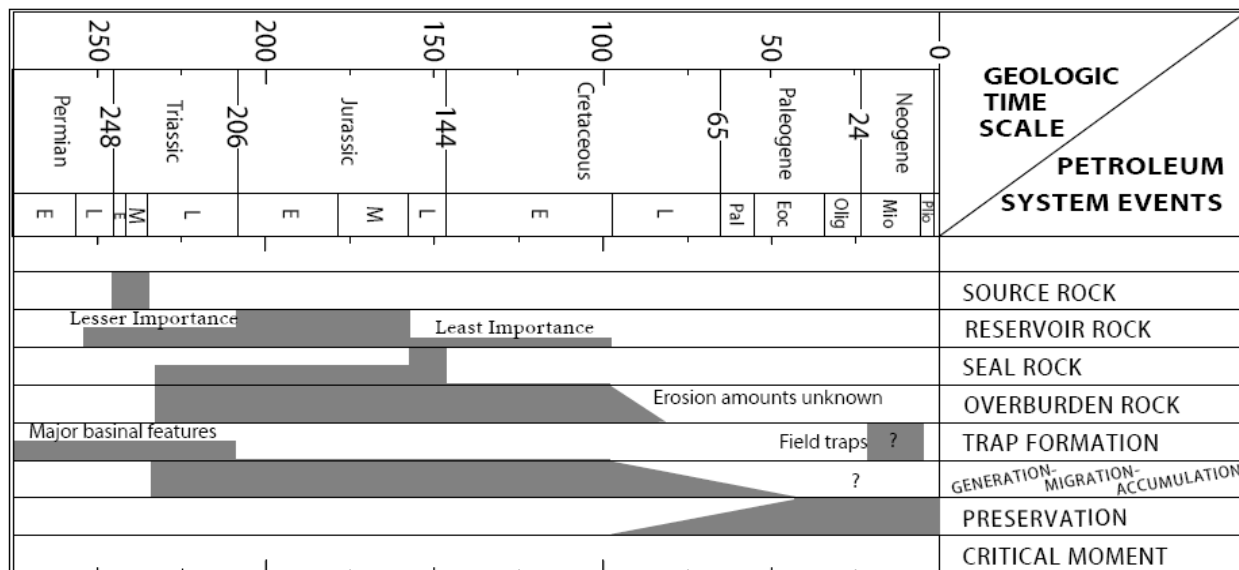 250
200
150
100
50
0
GEOLOGIC
TIME
SCALE
PETROLEUM
SYSTEM EVENTS
Permian
248
Triassic
206
Jurassic
144
Cretaceous
65
Paleogene
24
Neogene
E
L
E
M
L
E
M
L
E
L
Pal
Eoc
Olig
Mio
Plio
SOURCE ROCK
Lesser Importance
Least Importance
RESERVOIR ROCK
SEAL ROCK
Erosion amounts unknown
OVERBURDEN ROCK
Major basinal features
Field traps
?
TRAP FORMATION
?
GENERATION-
MIGRATION-
ACCUMULATION
PRESERVATION
CRITICAL MOMENT